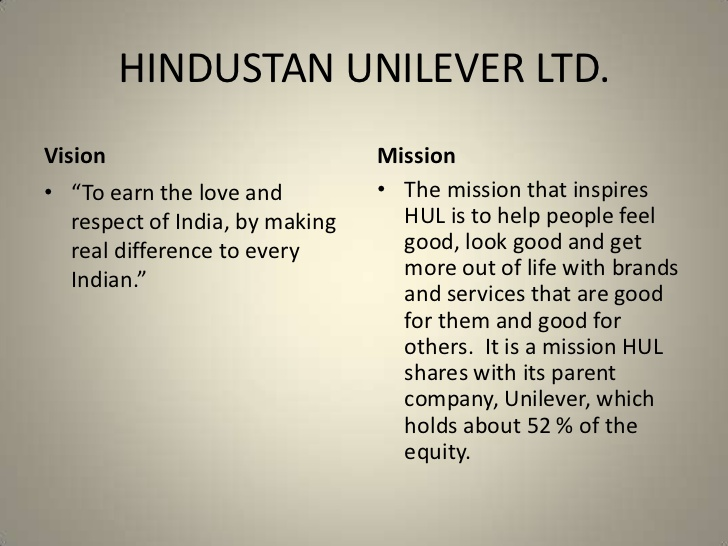 HINDUSTAN UNILEVER LTD.
Vision
• “To earn the love and
respect of India, by making
real difference to every
Indian.”
Mission
• The mission that inspires
HUL is to help people feel
good, look good and get
more out of life with brands
and services that are good
for them and good for
others.  It is a mission HUL
shares with its parent
company, Unilever, which
holds about 52 % of the
equity.